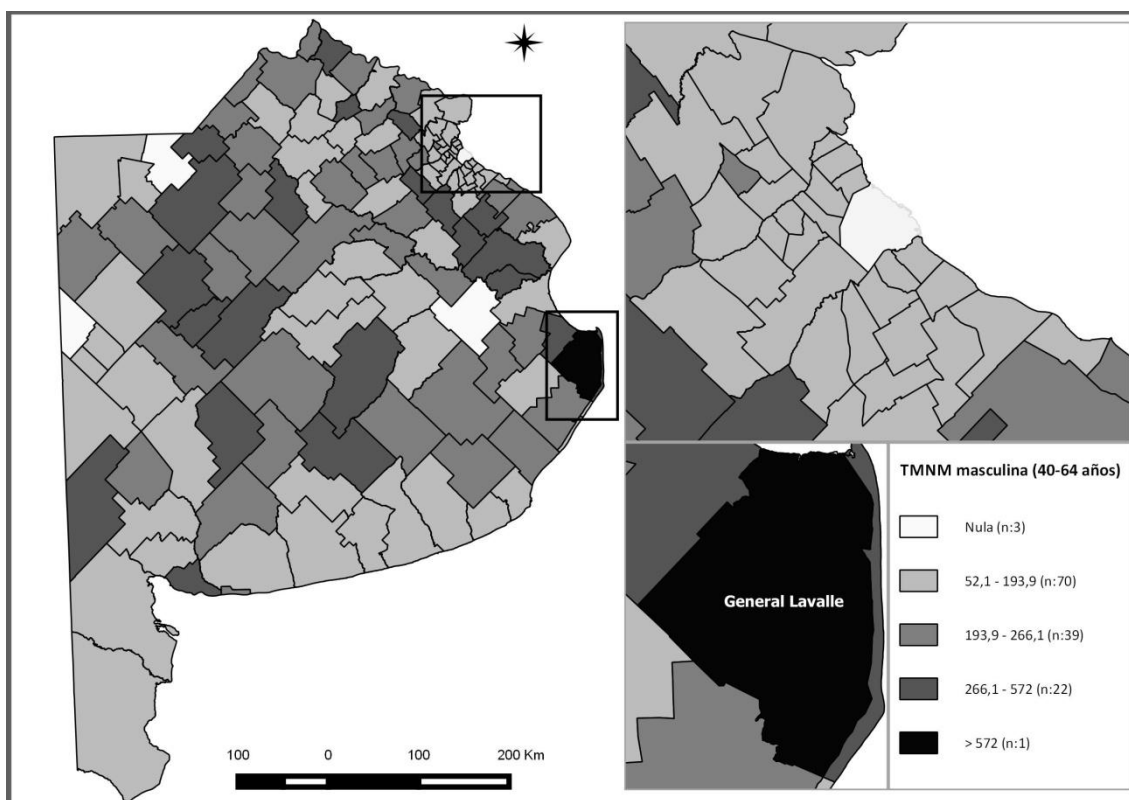 TMNM masculina (40-64 años)
Nula (n:3)
52,1 - 193,9 (n:70)
193,9 - 266,1 (n:39)
266,1 - 572 (n:22)
> 572 (n:1)
General Lavalle
100 0 100 200 Km